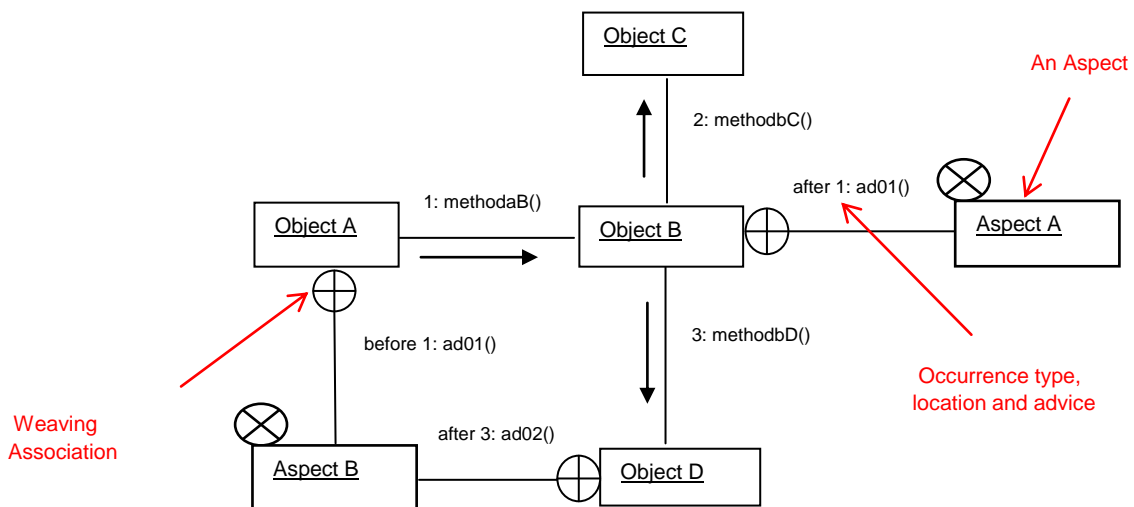 Object C
An Aspect
2: methodbC()
after 1: ad01()
1: methodaB()
Object A
Object B
Aspect A
before 1: ad01()
3: methodbD()
Occurrence type,
location and advice
Weaving
Association
after 3: ad02()
Aspect B
Object D